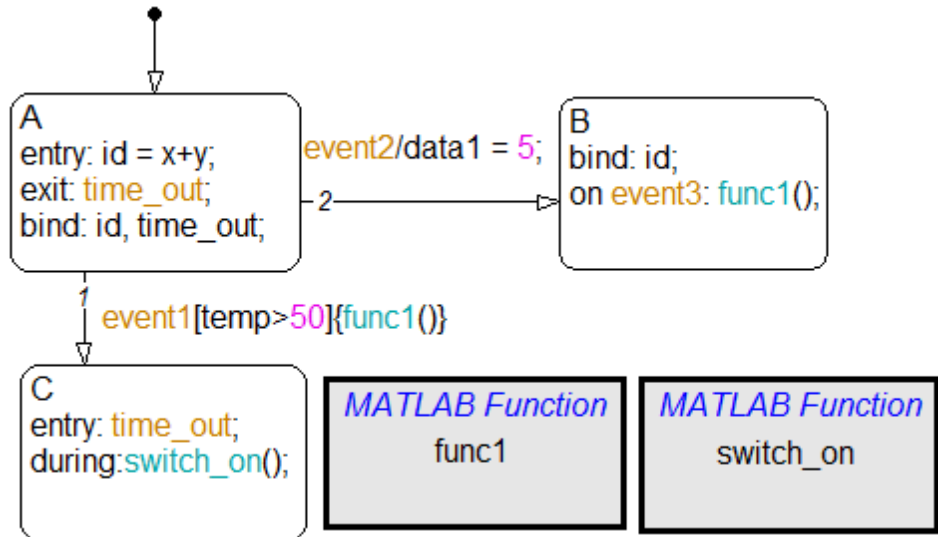 A
entry: id = x+y;
exit: time_out;
bind: id, time_out;
event2/data1 = 5;
2
B
bind: id;
on event3: func1();
1
event1[temp>50]{func1()}
C
entry: time_out;
during:switch_on();
MATLAB Function
func1
MATLAB Function
switch_on